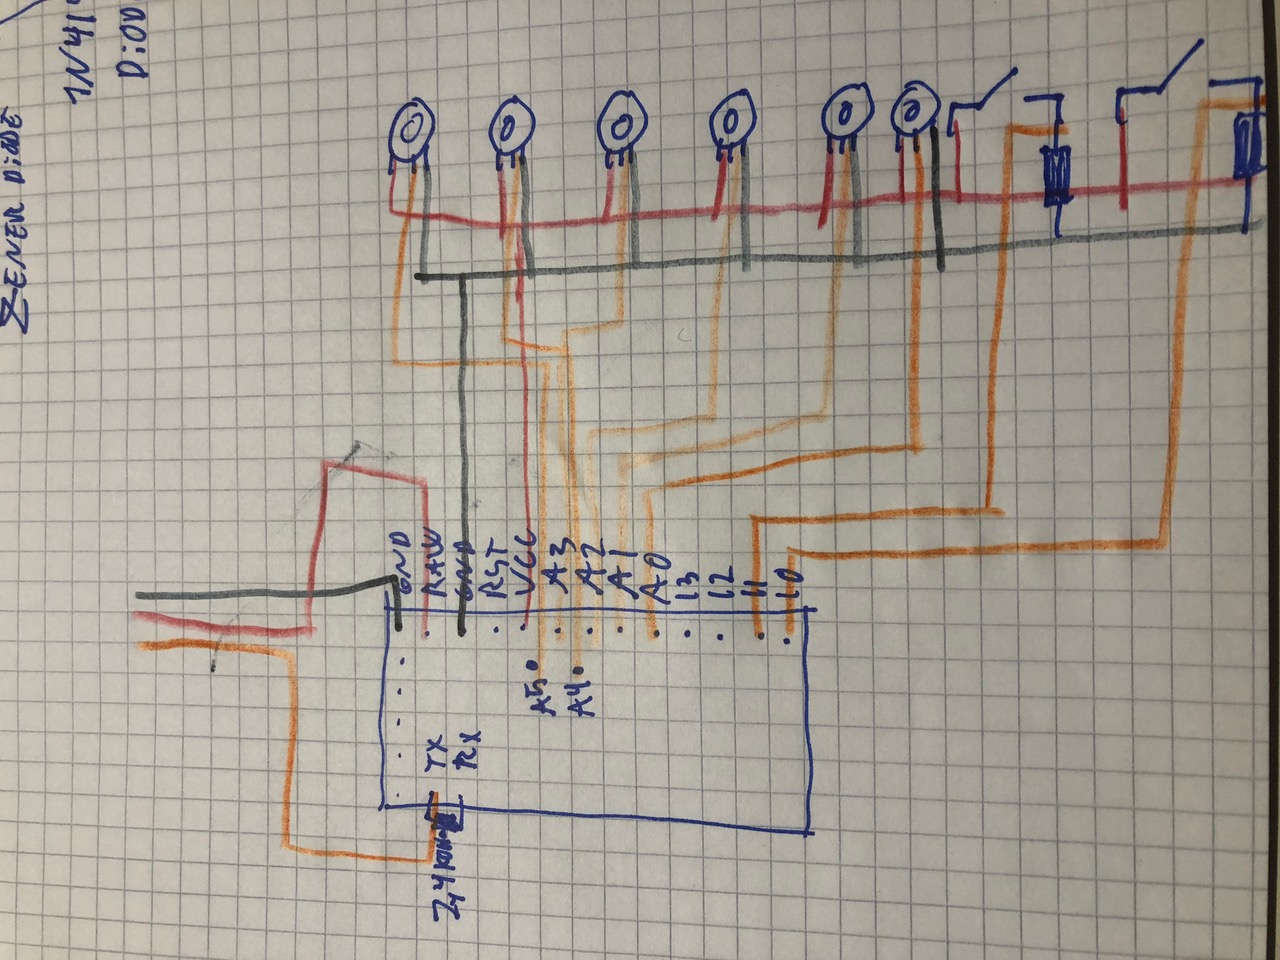 ZENER DiODE
1N414
DiOD
GND
RAW
2,4 KOHM
TX
RX
GND
RST
VCC
A5
A3
A4
A2
A1
A0
13
12
11
10